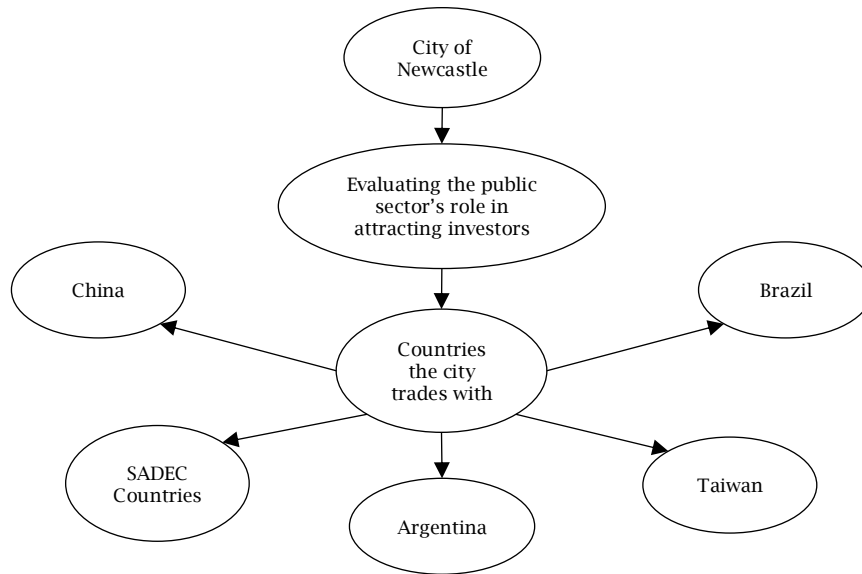 City of
Newcastle
Evaluating the public
sector’s role in
attracting investors
China
Brazil
Countries
the city
trades with
SADEC
Countries
Taiwan
Argentina